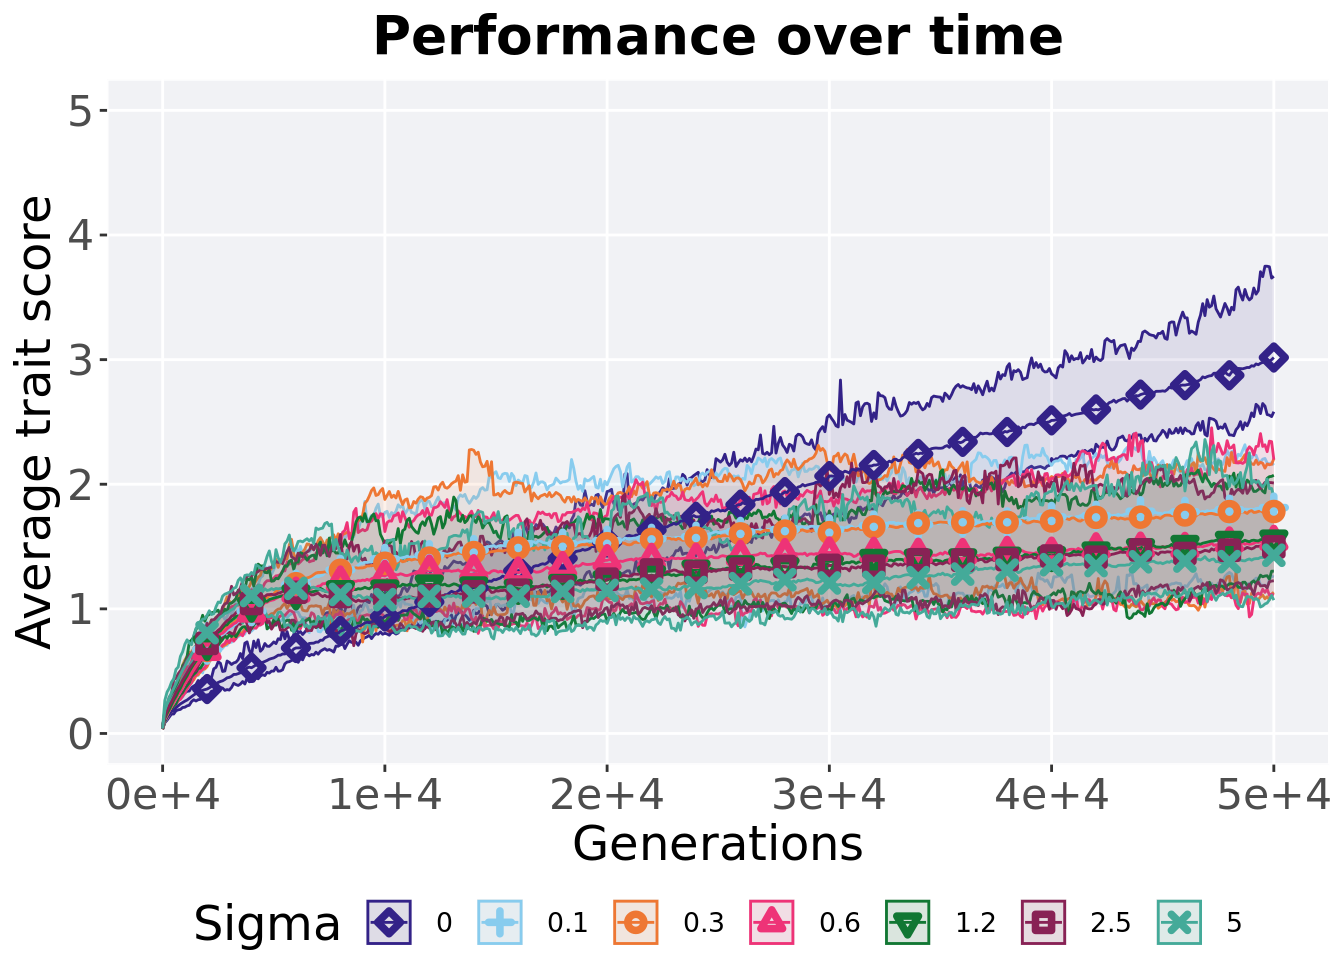 Performance over time
Average trait score
5
4
3
2
1
0
0e+4 1e+4 2e+4 3e+4 4e+4 5e+4
Generations
Sigma 0 0.1 0.3 0.6 1.2 2.5 5